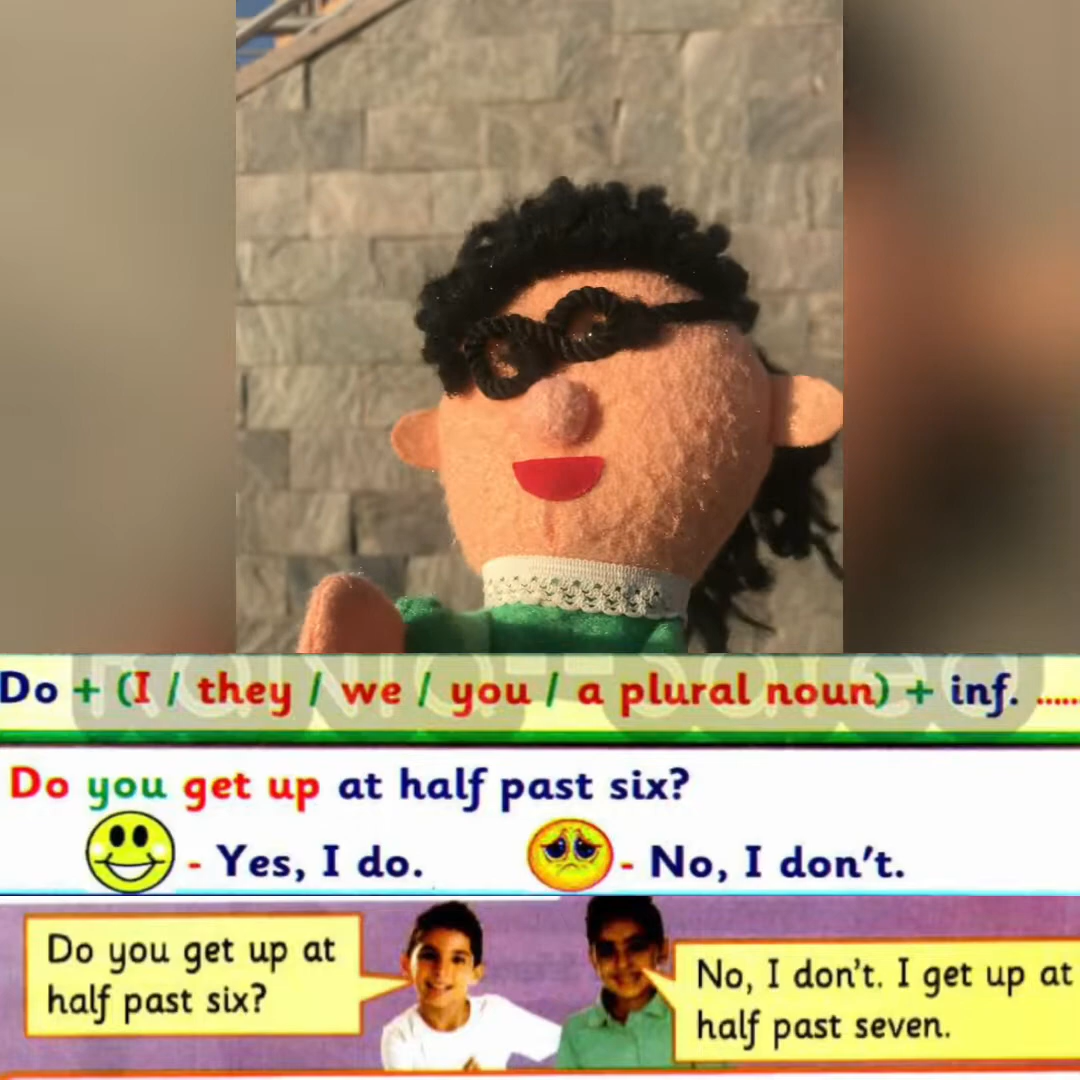 Do + (I / they / we / you / a plural noun) + inf. ......
Do you get up at half past six?
- Yes, I do.
- No, I don't.
Do you get up at
half past six?
No, I don't. I get up at
half past seven.